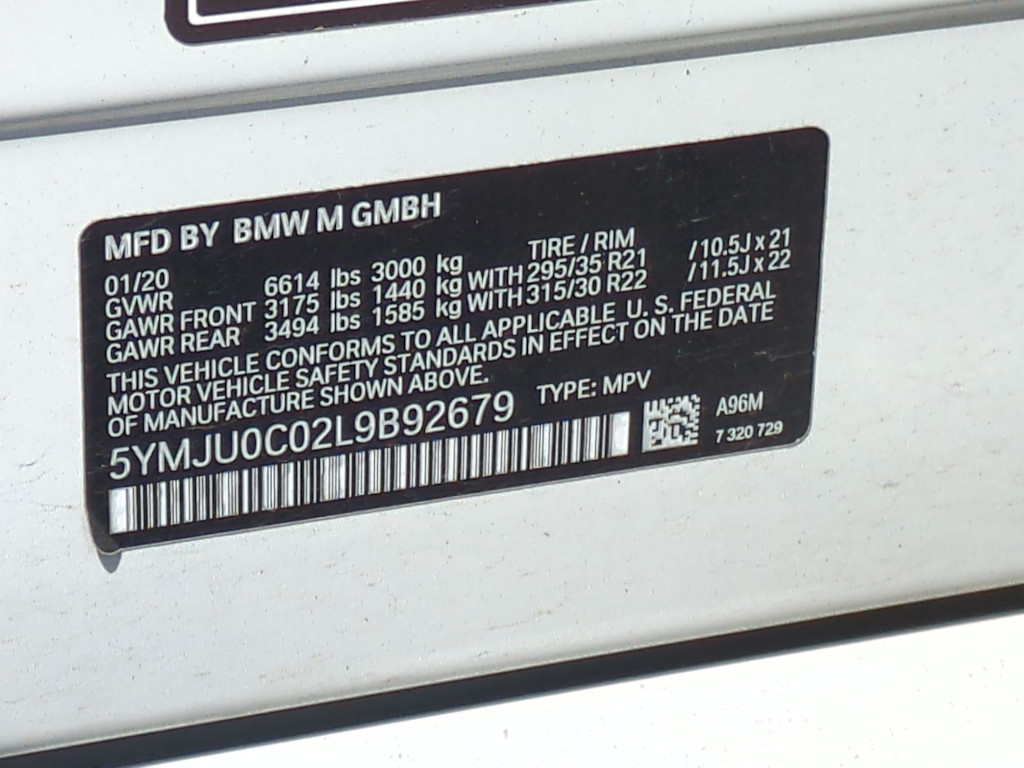 MFD BY BMW M GMBH
01/20 TIRE / RIM
GVWR 6614 lbs 3000 kg
GAWR FRONT 3175 lbs 1440 kg WITH 295/35 R21 /10.5J x 21
GAWR REAR 3494 lbs 1585 kg WITH 315/30 R22 /11.5J x 22
THIS VEHICLE CONFORMS TO ALL APPLICABLE U. S. FEDERAL
MOTOR VEHICLE SAFETY STANDARDS IN EFFECT ON THE DATE
OF MANUFACTURE SHOWN ABOVE.
5YMJU0C02L9B92679 TYPE: MPV
A96M
7 320 729